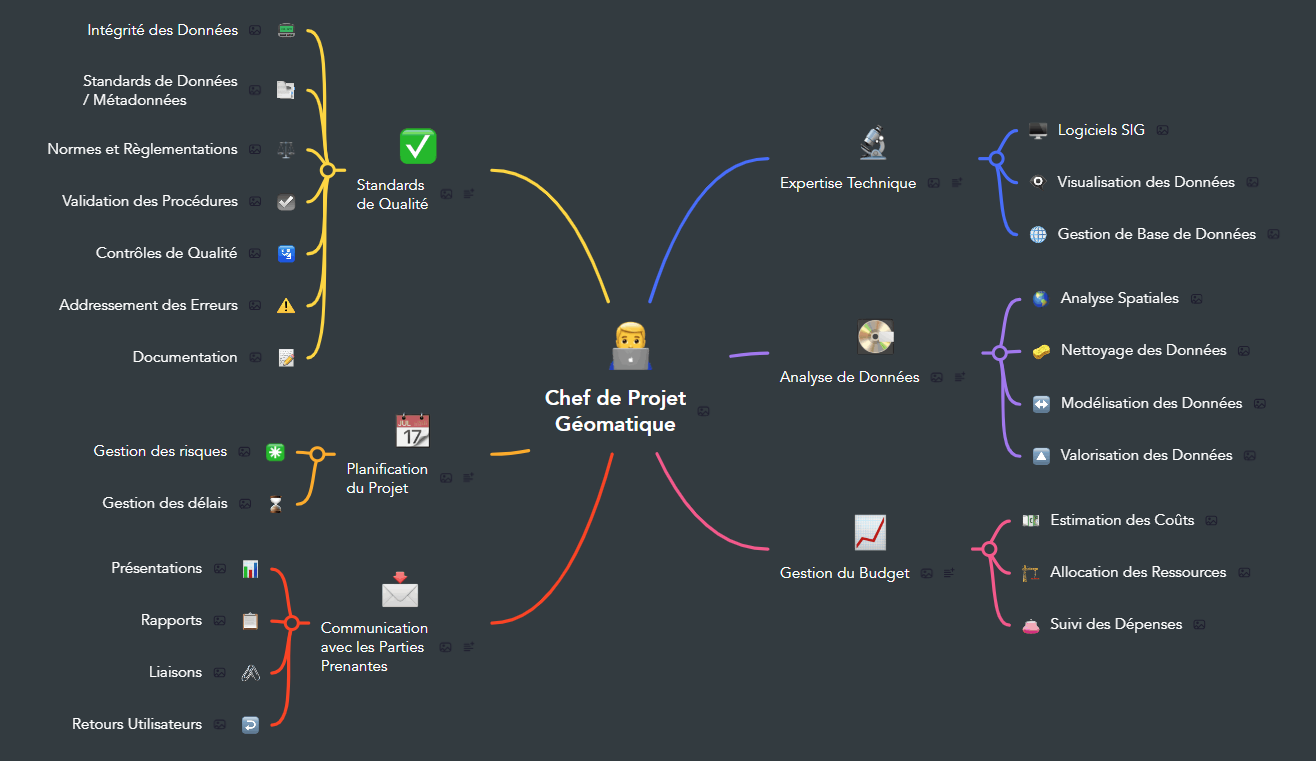 Intégrité des Données
Standards de Données
/ Métadonnées
Normes et Règlementations
Validation des Procédures
Contrôles de Qualité
Addressement des Erreurs
Documentation
Standards
de Qualité
Gestion des risques
Gestion des délais
JUL
17
Planification
du Projet
Présentations
Rapports
Liaisons
Retours Utilisateurs
Communication
avec les Parties
Prenantes
Chef de Projet
Géomatique
Expertise Technique
Logiciels SIG
Visualisation des Données
Gestion de Base de Données
Analyse de Données
Analyse Spatiales
Nettoyage des Données
Modélisation des Données
Valorisation des Données
Gestion du Budget
Estimation des Coûts
Allocation des Ressources
Suivi des Dépenses